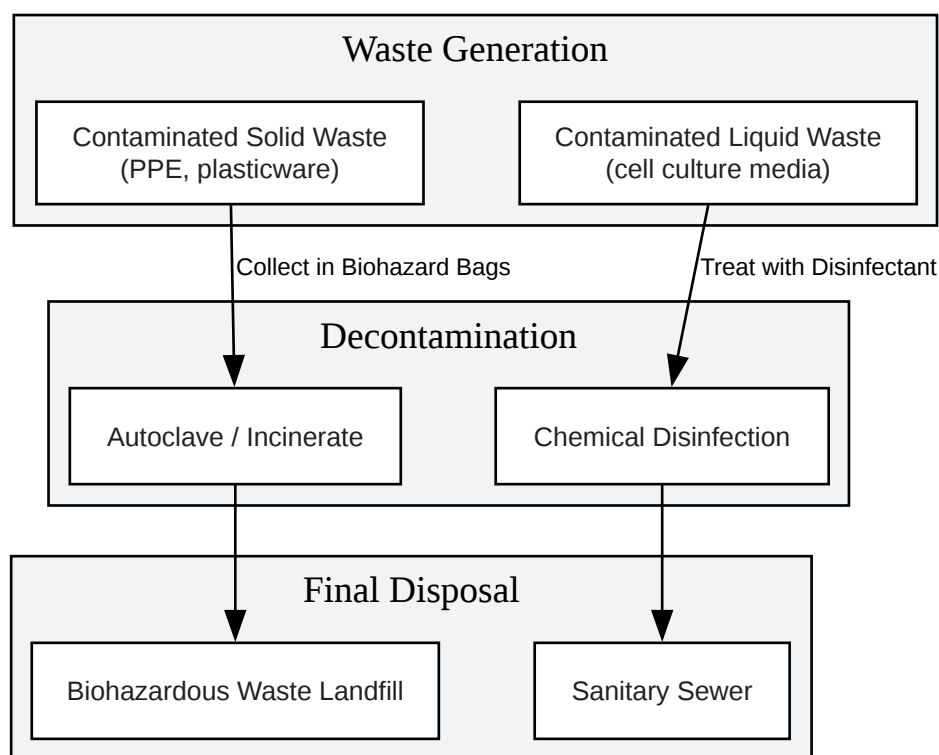 Waste Generation
Contaminated Solid Waste
(PPE, plasticware)
Contaminated Liquid Waste
(cell culture media)
Collect in Biohazard Bags
Treat with Disinfectant
Decontamination
Autoclave / Incinerate
Chemical Disinfection
Final Disposal
Biohazardous Waste Landfill
Sanitary Sewer